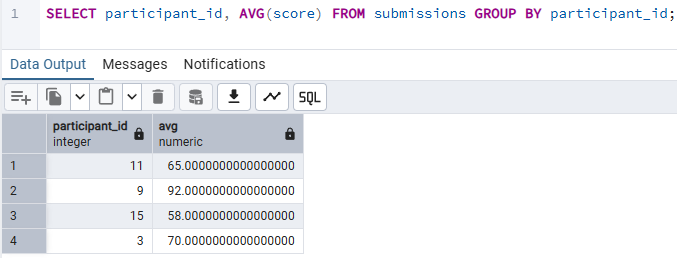 1 SELECT participant_id, AVG(score) FROM submissions GROUP BY participant_id;
Data Output Messages Notifications
SQL
participant_id avg
integer numeric
1 11 65.0000000000000000
2 9 92.0000000000000000
3 15 58.0000000000000000
4 3 70.0000000000000000